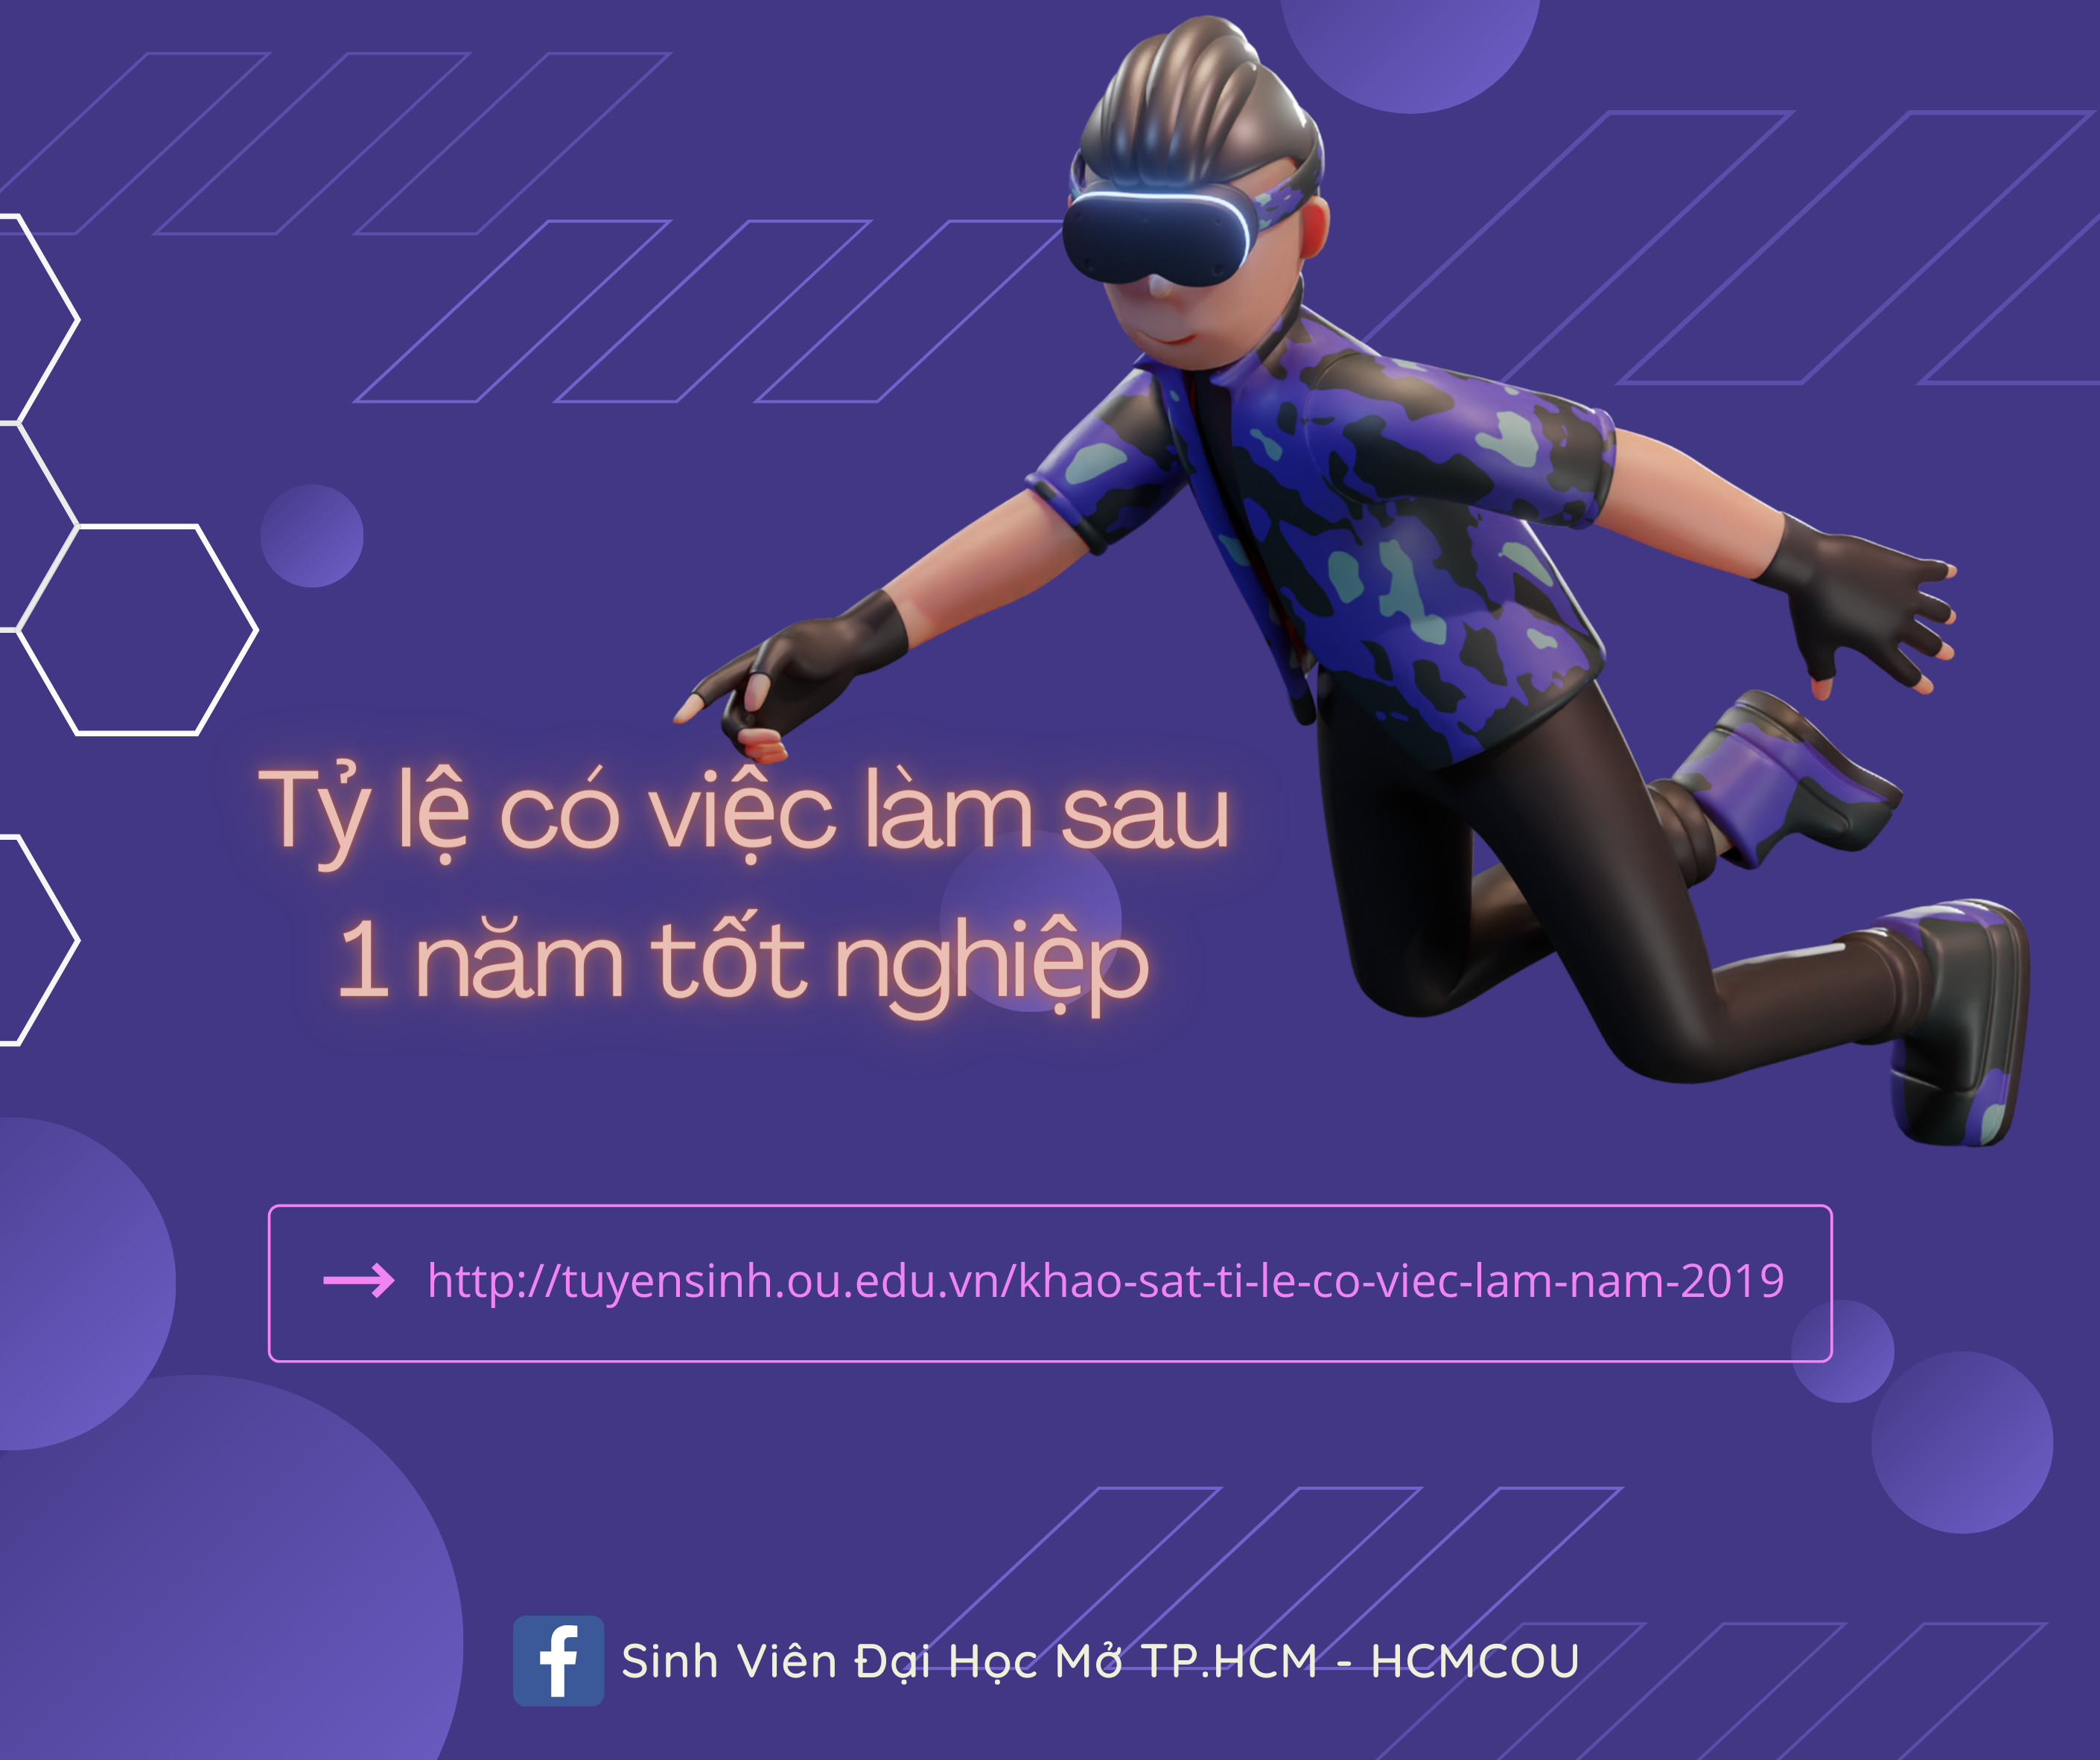 Tỷ lệ có việc làm sau
1 năm tốt nghiệp
→ http://tuyensinh.ou.edu.vn/khao-sat-ti-le-co-viec-lam-nam-2019
Sinh Viên Đại Học Mở TP.HCM - HCMCOU